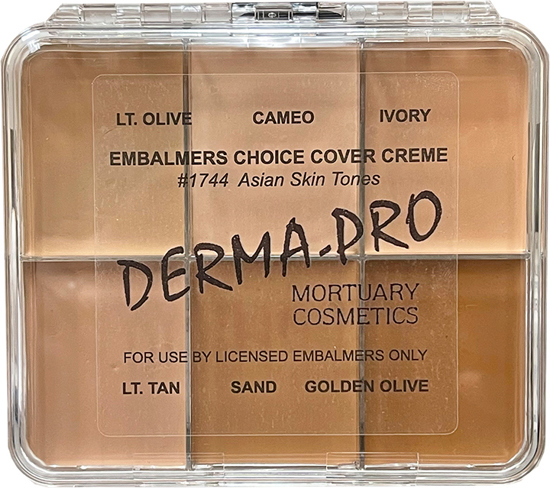 LT. OLIVE CAMEO IVORY
EMBALMERS CHOICE COVER CREME
#1744 Asian Skin Tones
DERMA-PRO
MORTUARY
COSMETICS
FOR USE BY LICENSED EMBALMERS ONLY
LT. TAN SAND GOLDEN OLIVE